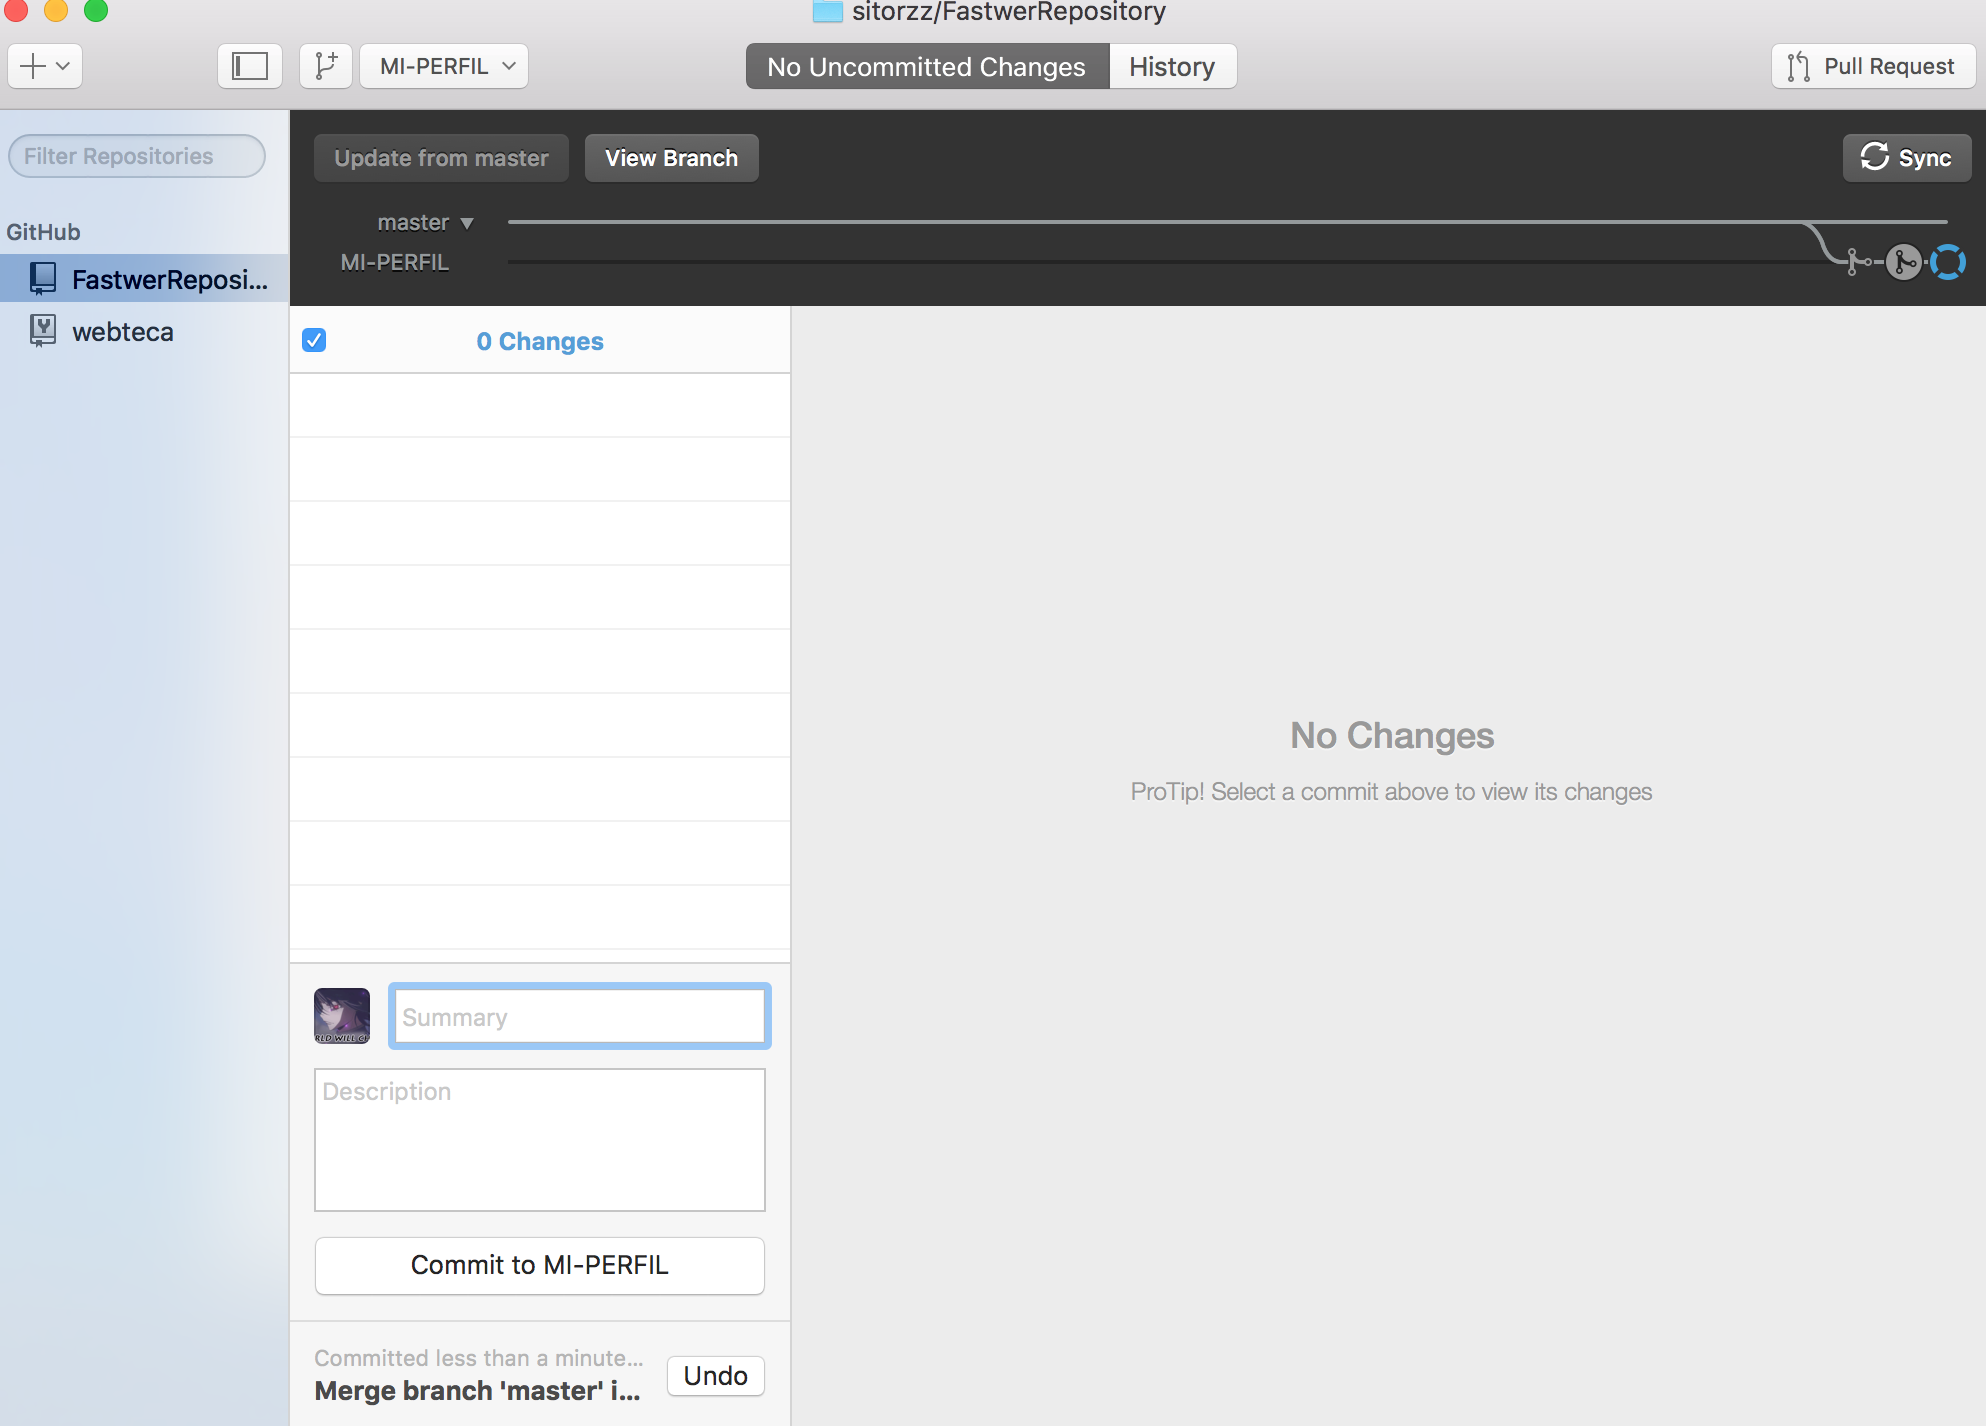 sitorzz/FastwerRepository
MI-PERFIL
No Uncommitted Changes
History
Pull Request
Filter Repositories
GitHub
FastwerReposi...
webteca
Update from master
View Branch
Sync
master
MI-PERFIL
0 Changes
No Changes
ProTip! Select a commit above to view its changes
Summary
Description
Commit to MI-PERFIL
Committed less than a minute...
Merge branch 'master' i...
Undo